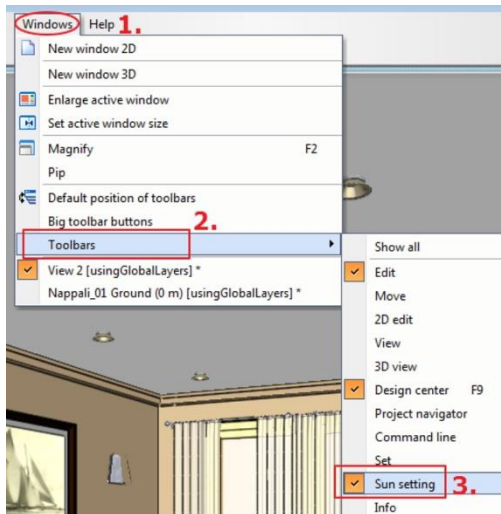 Windows Help 1.
New window 2D
New window 3D
Enlarge active window
Set active window size
Magnify F2
Pip
Default position of toolbars
Big toolbar buttons 2.
Toolbars
View 2 [usingGlobalLayers] *
Nappali_01 Ground (0 m) [usingGlobalLayers] *
Show all
Edit
Move
2D edit
View
3D view
Design center F9
Project navigator
Command line
Set
Sun setting 3.
Info